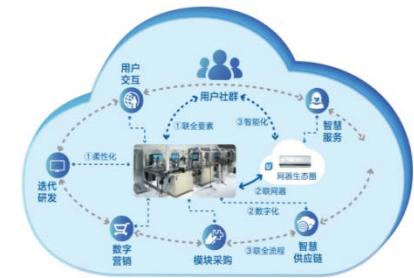 用户
交互
用户社群
①联全要素
③智能化
智慧
服务
①柔性化
网器生态圈
迭代
研发
②联网器
②数字化
数字
营销
模块采购
③联全流程
智慧
供应链